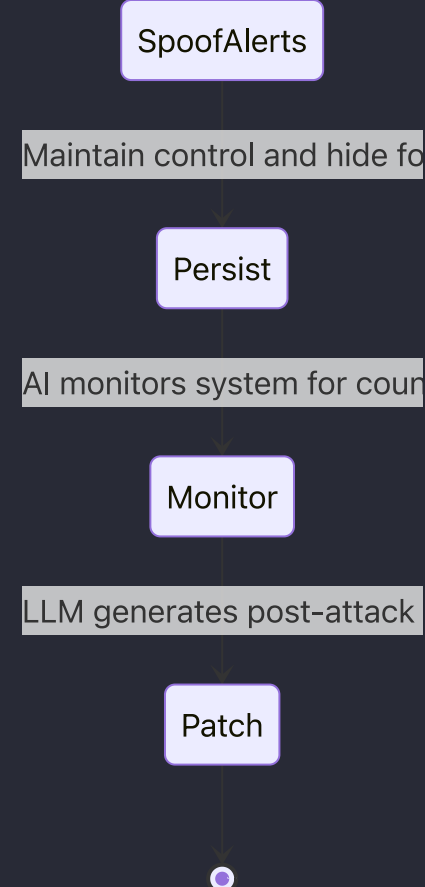 SpoofAlerts
Maintain control and hide fo
Persist
AI monitors system for coun
Monitor
LLM generates post-attack
Patch